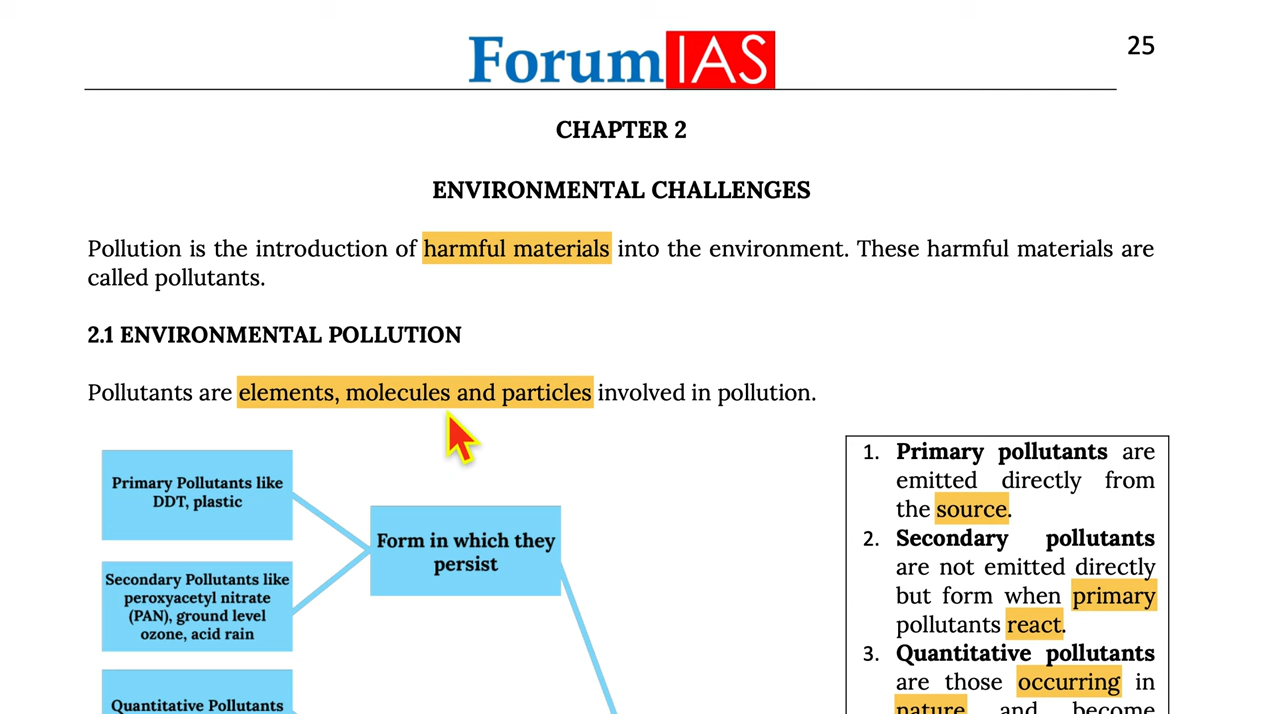 25
ForumIAS
CHAPTER 2
ENVIRONMENTAL CHALLENGES
Pollution is the introduction of harmful materials into the environment. These harmful materials are
called pollutants.
2.1 ENVIRONMENTAL POLLUTION
Pollutants are elements, molecules and particles involved in pollution.
Primary Pollutants like
DDT, plastic
Secondary Pollutants like
peroxyacetyl nitrate
(PAN), ground level
ozone, acid rain
Quantitative Pollutants
Form in which they
persist
1. Primary pollutants are
emitted directly from
the source.
2. Secondary pollutants
are not emitted directly
but form when primary
pollutants react.
3. Quantitative pollutants
are those occurring in
nature and become